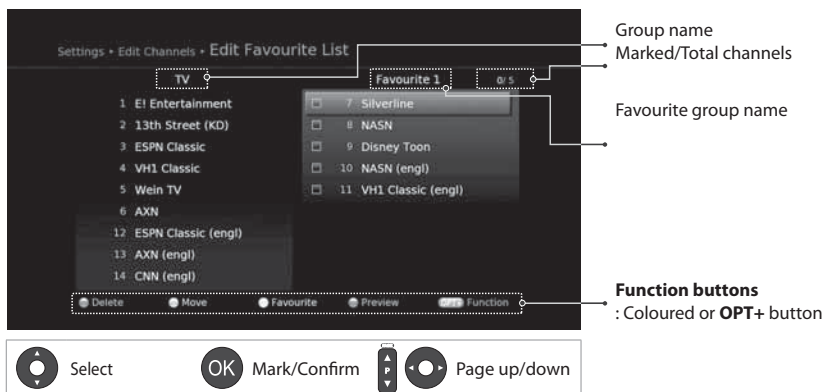 Settings • Edit Channels • Edit Favourite List
Group name
Marked/Total channels
TV
Favourite 1
0/ 5
Favourite group name
1 E! Entertainment
2 13th Street (KD)
3 ESPN Classic
4 VH1 Classic
5 Wein TV
6 AXN
12 ESPN Classic (engl)
13 AXN (engl)
14 CNN (engl)
7 Silverline
8 NASN
9 Disney Toon
10 NASN (engl)
11 VH1 Classic (engl)
Delete Move Favourite Preview Function
Function buttons
: Coloured or OPT+ button
Select
OK Mark/Confirm
P Page up/down